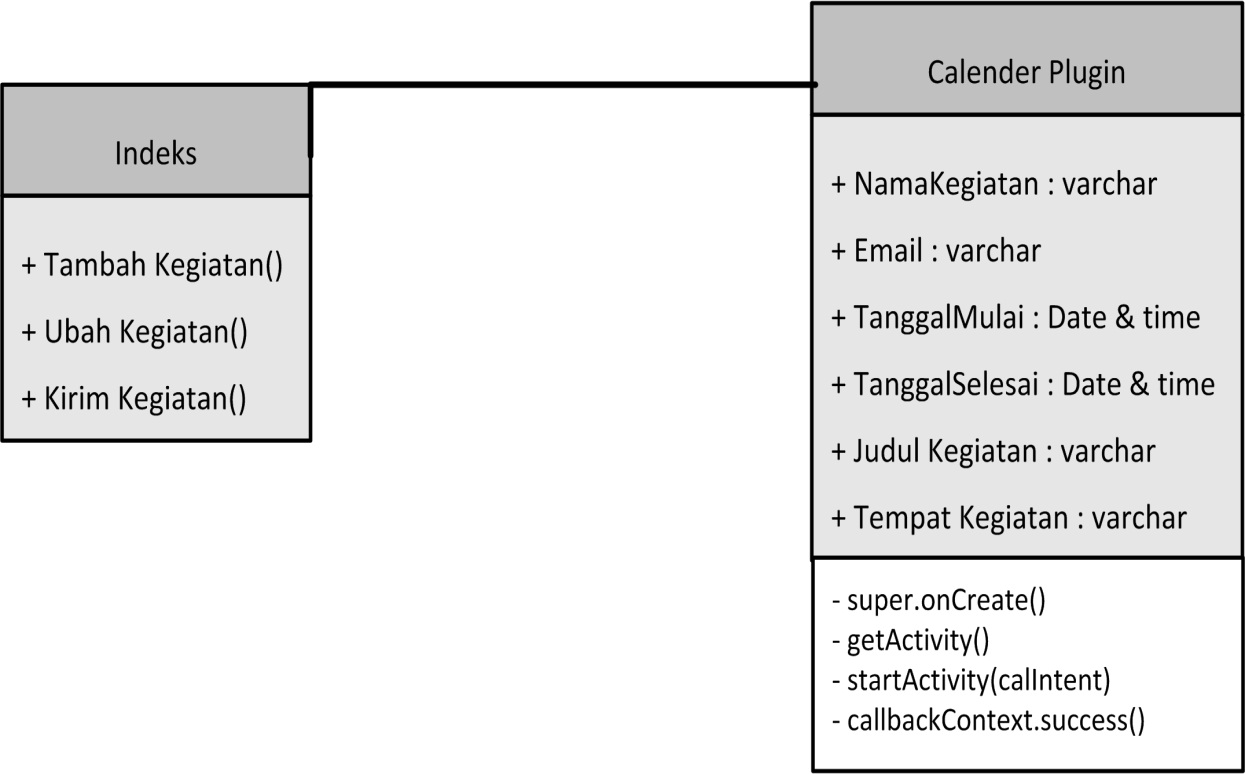 Indeks
+ Tambah Kegiatan()
+ Ubah Kegiatan()
+ Kirim Kegiatan()
Calender Plugin
+ NamaKegiatan : varchar
+ Email : varchar
+ TanggalMulai : Date & time
+ TanggalSelesai : Date & time
+ Judul Kegiatan : varchar
+ Tempat Kegiatan : varchar
- super.onCreate()
- getActivity()
- startActivity(calIntent)
- callbackContext.success()